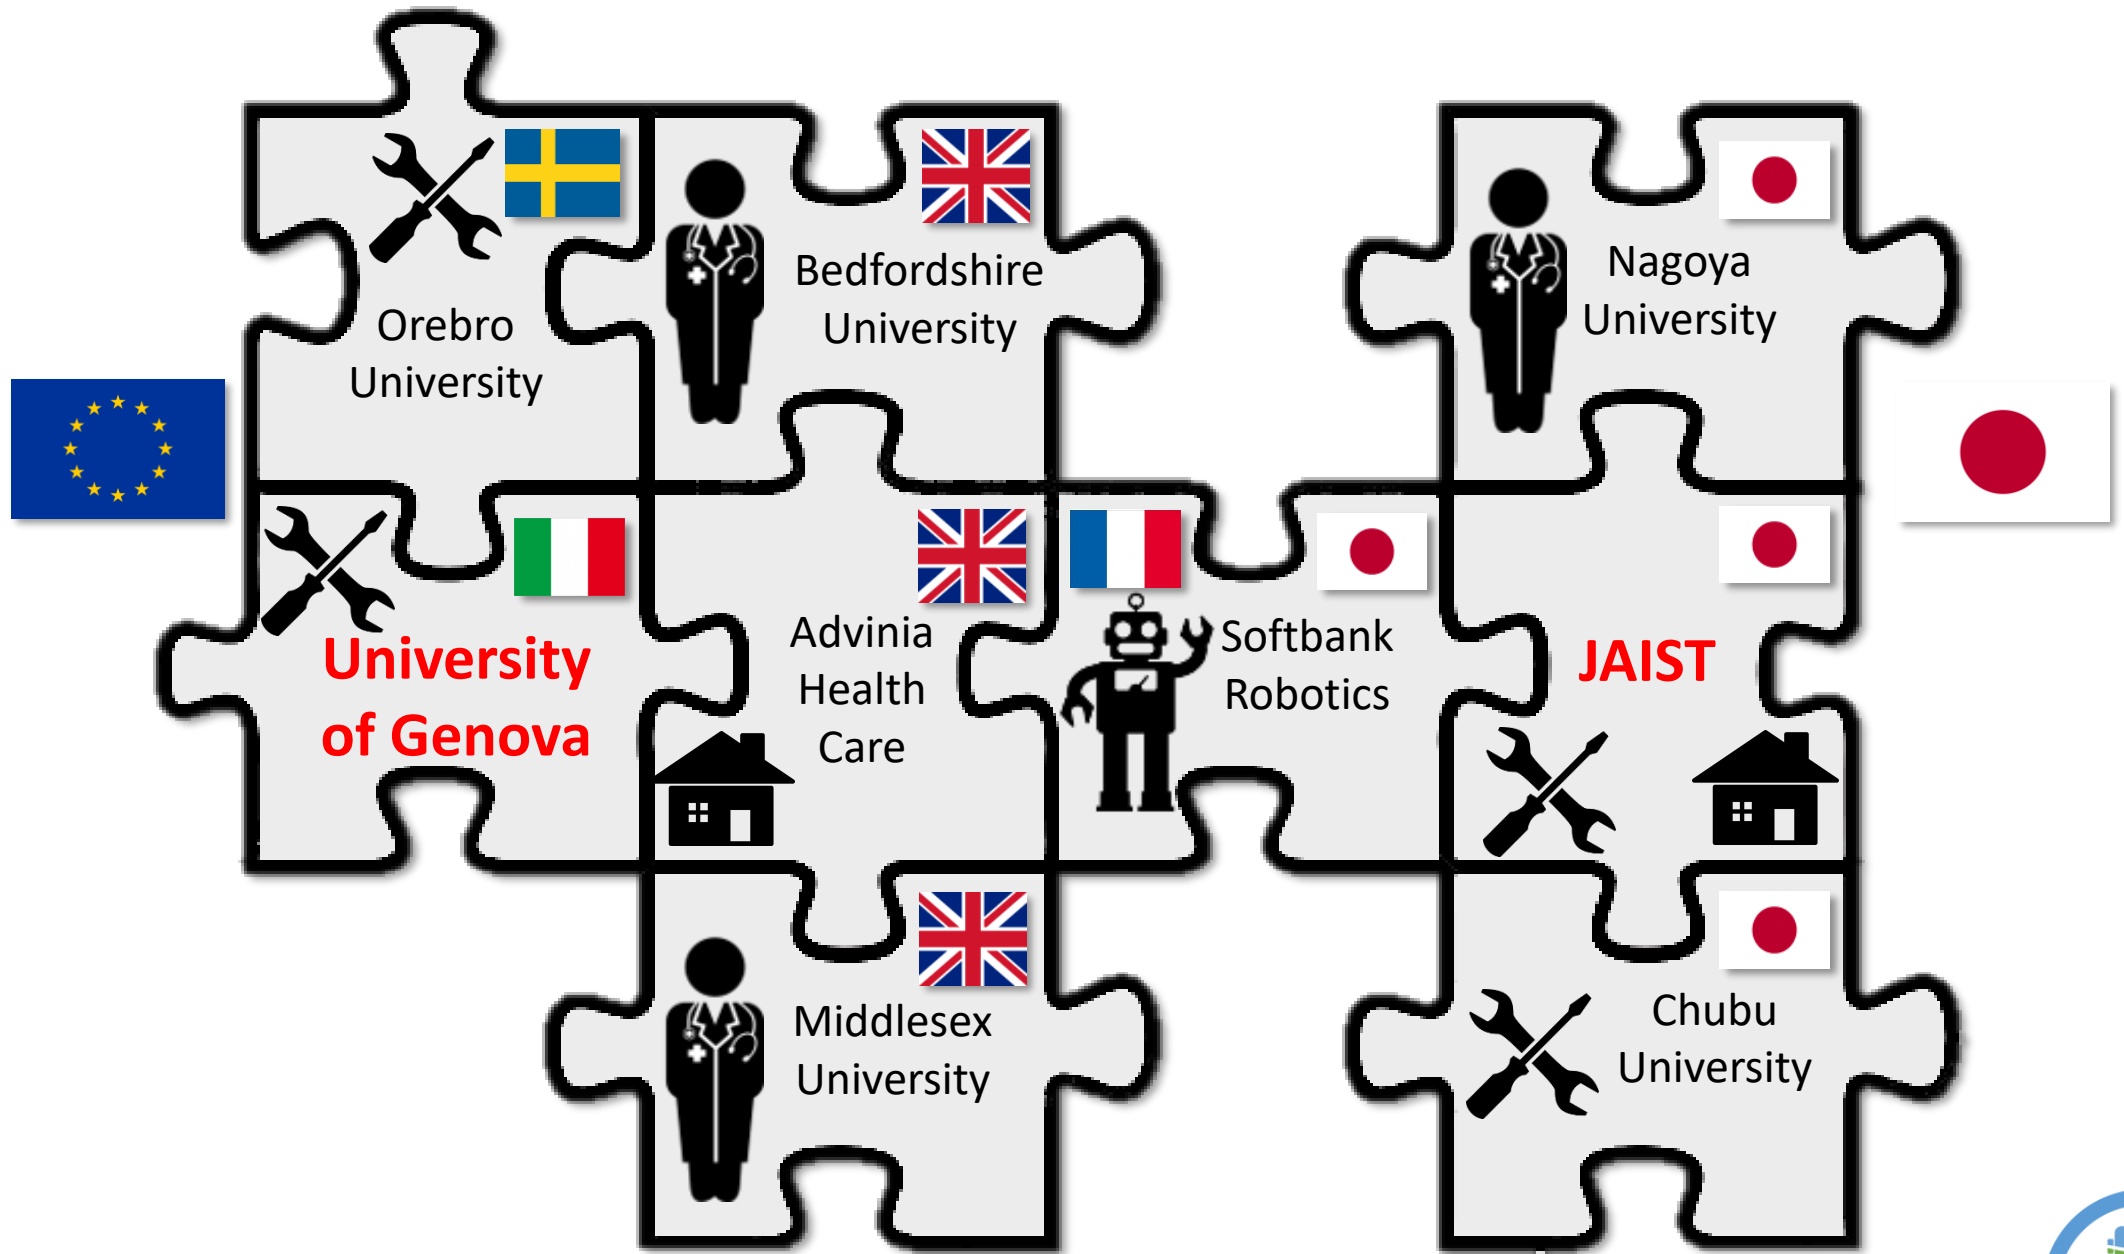 Orebro
University
Bedfordshire
University
Nagoya
University
University
of Genova
Advinia
Health
Care
Softbank
Robotics
JAIST
Middlesex
University
Chubu
University